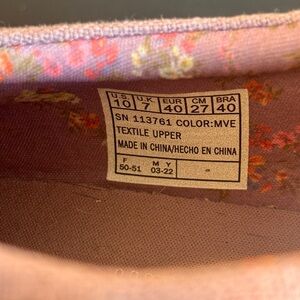 U.S. U.K. EUR CM BRA
10 7 40 27 40
SN 113761 COLOR:MVE
TEXTILE UPPER
MADE IN CHINA/HECHO EN CHINA
F M Y
50-51 03-22 -